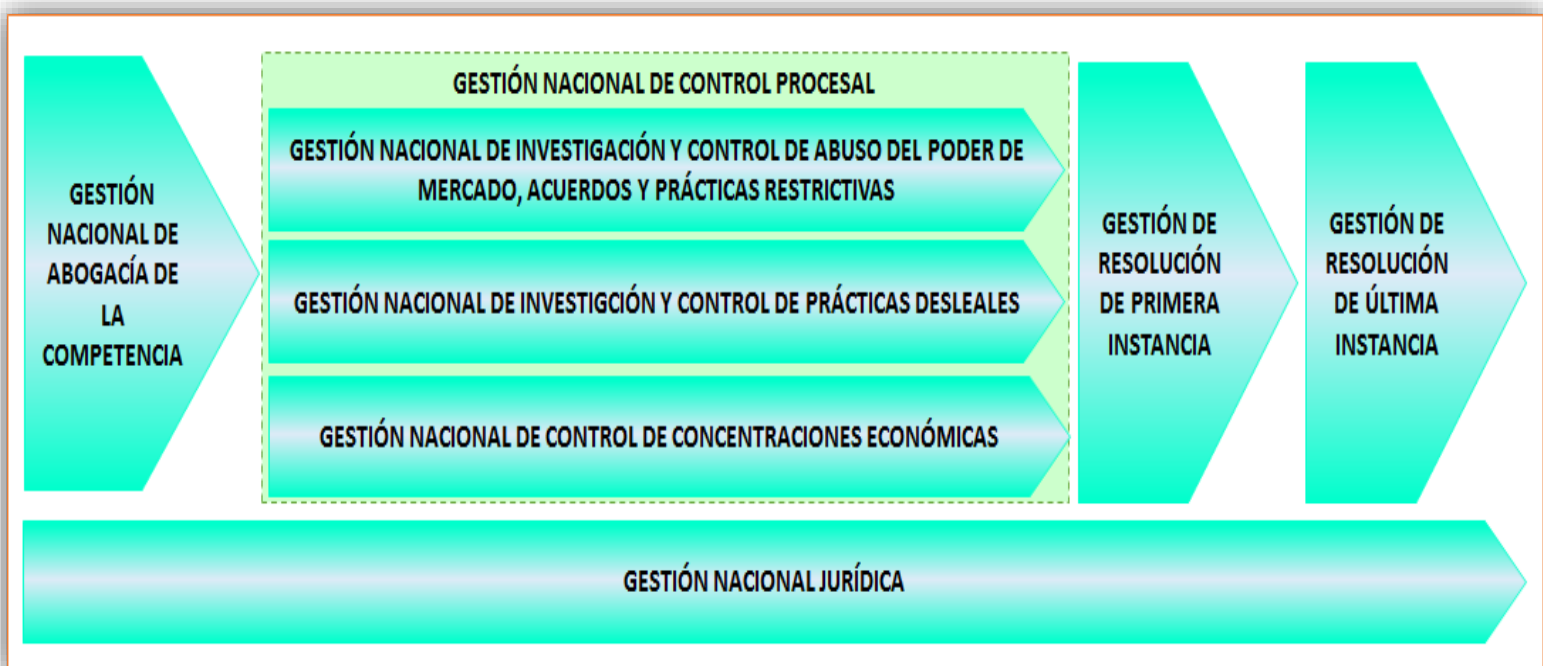 GESTIÓN
NACIONAL DE
ABOGACÍA DE
LA
COMPETENCIA
GESTIÓN NACIONAL DE CONTROL PROCESAL
GESTIÓN NACIONAL DE INVESTIGACIÓN Y CONTROL DE ABUSO DEL PODER DE
MERCADO, ACUERDOS Y PRÁCTICAS RESTRICTIVAS
GESTIÓN NACIONAL DE INVESTIGCIÓN Y CONTROL DE PRÁCTICAS DESLEALES
GESTIÓN NACIONAL DE CONTROL DE CONCENTRACIONES ECONÓMICAS
GESTIÓN DE
RESOLUCIÓN
DE PRIMERA
INSTANCIA
GESTIÓN DE
RESOLUCIÓN
DE ÚLTIMA
INSTANCIA
GESTIÓN NACIONAL JURÍDICA